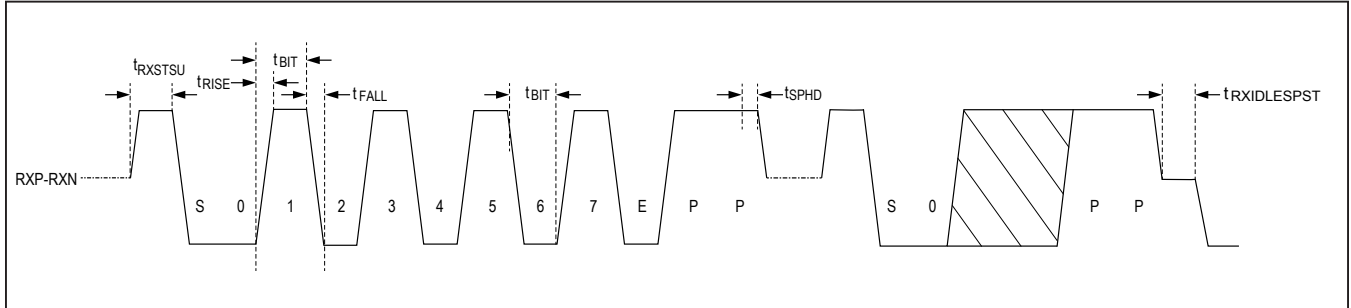 tRXSTSU
tRISE
tBIT
tFALL
tBIT
tSPHD
tRXIDLESPST
RXP-RXN
S 0 1 2 3 4 5 6 7 E P P S 0 P P